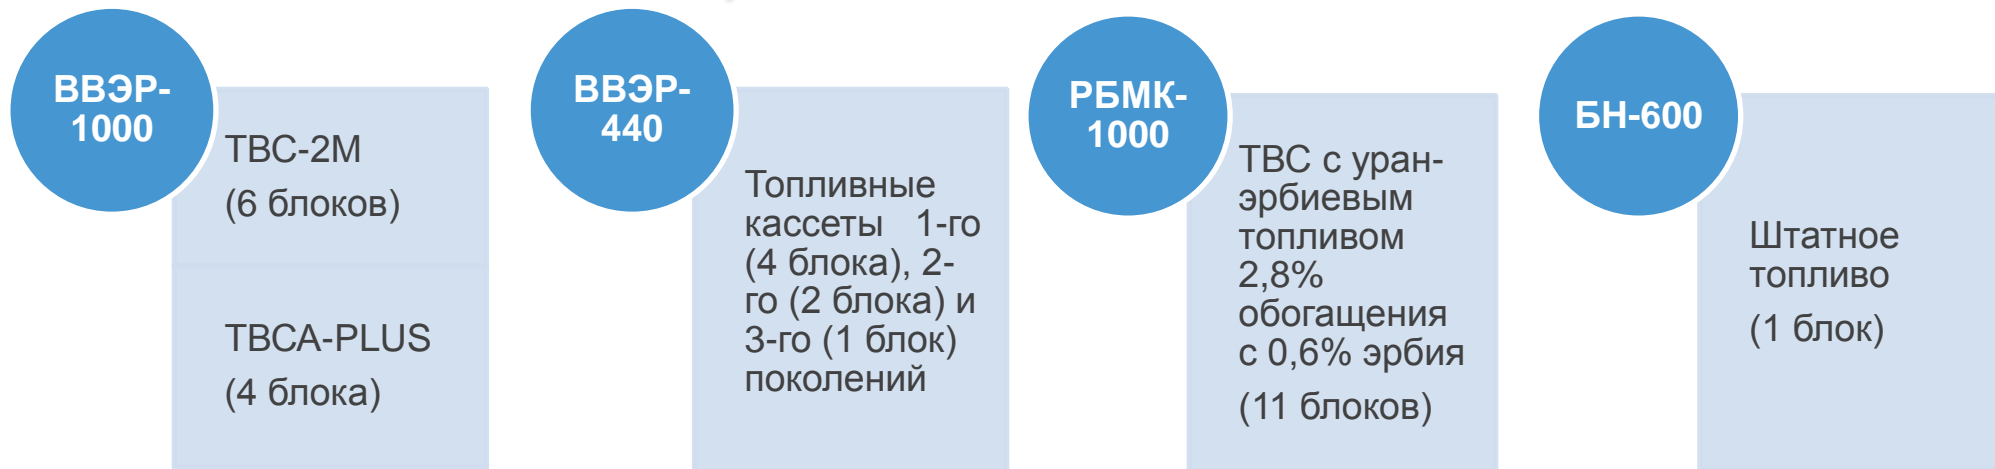 ВВЭР-
1000
ТВС-2М
(6 блоков)
ТВСА-PLUS
(4 блока)
ВВЭР-
440
Топливные
кассеты 1-го
(4 блока), 2-
го (2 блока) и
3-го (1 блок)
поколений
РБМК-
1000
ТВС с уран-
эрбиевым
топливом
2,8%
обогащения
с 0,6% эрбия
(11 блоков)
БН-600
Штатное
топливо
(1 блок)